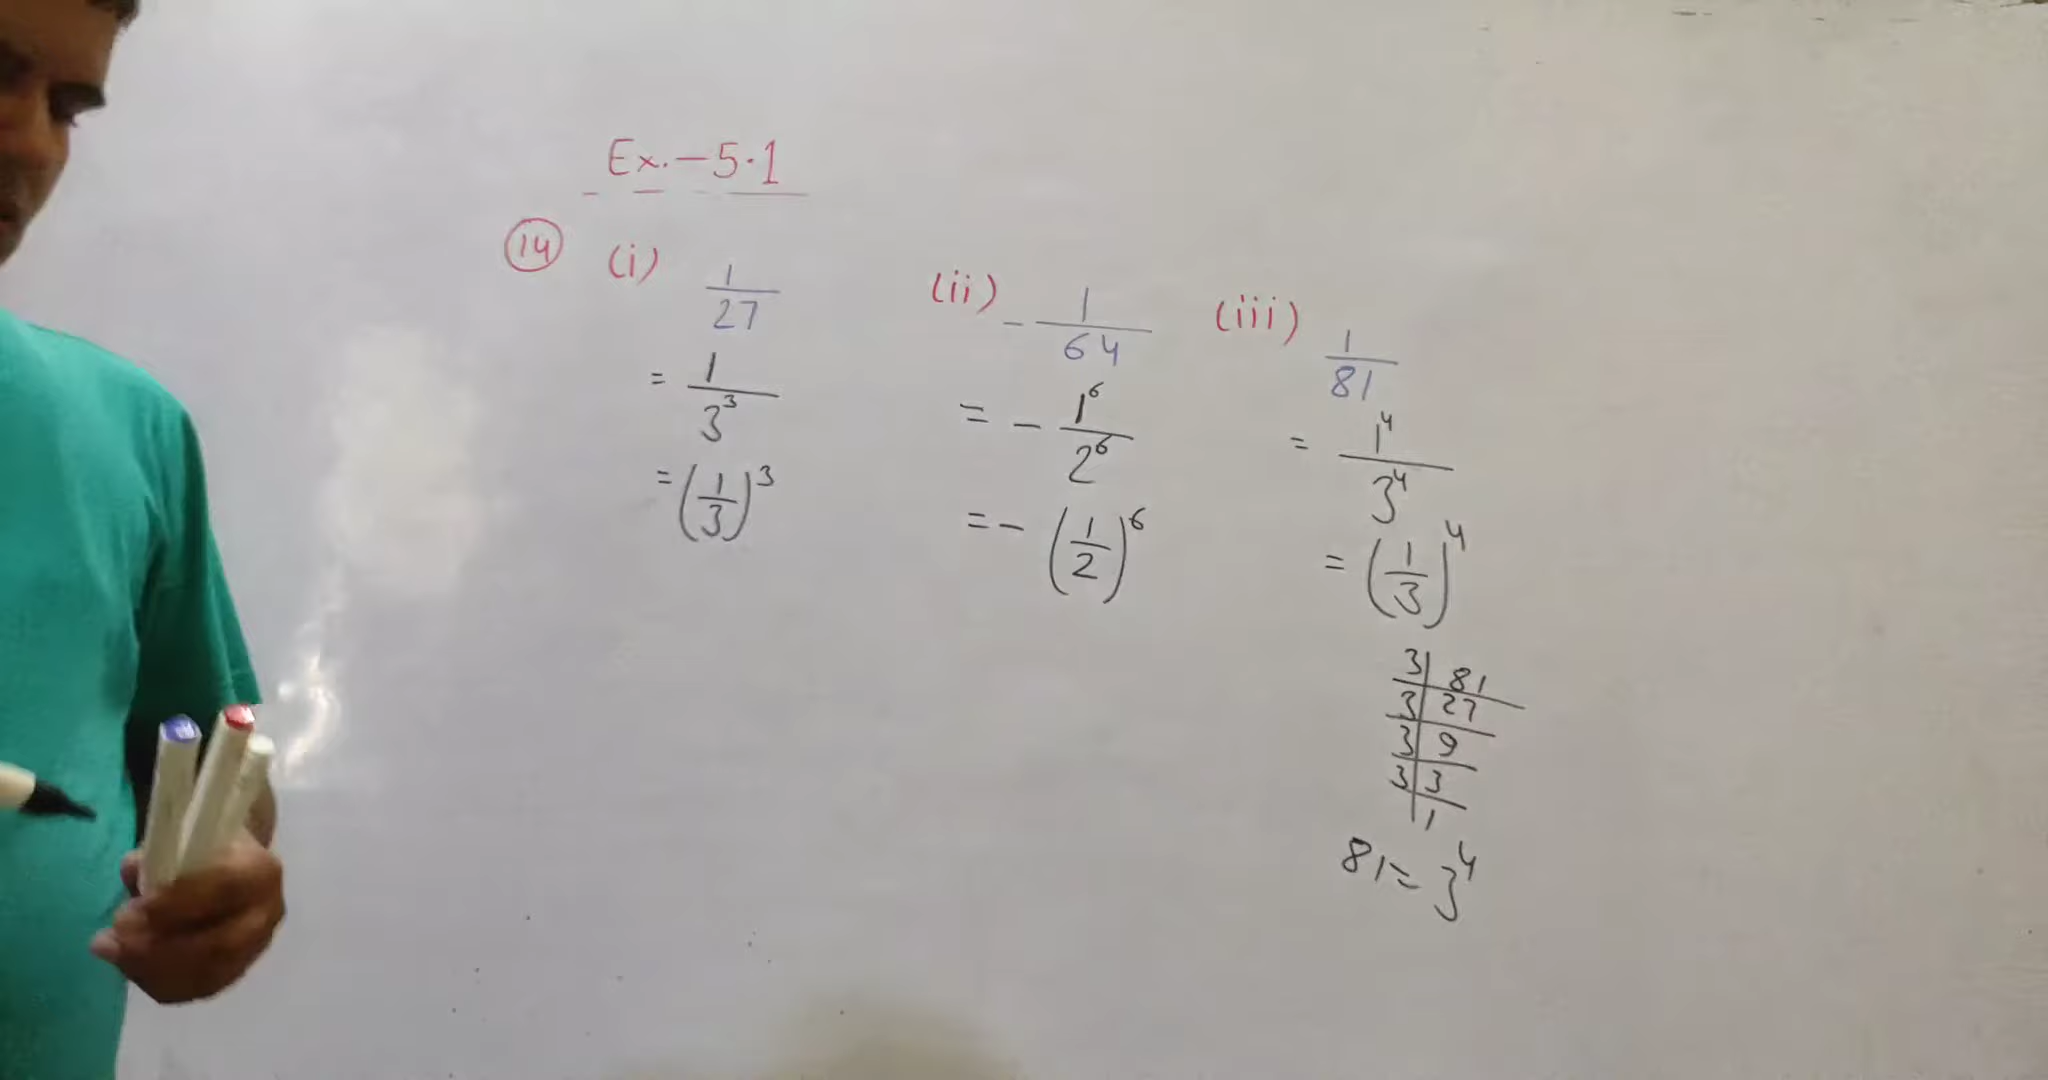 Ex.-5.1
14 (i) 1/27
= 1/3³
= (1/3)³
(ii) - 1/64
= - 1⁶/2⁶
= - (1/2)⁶
(iii) 1/81
= 1⁴/3⁴
= (1/3)⁴
3 | 81
3 | 27
3 | 9
3 | 3
1
81 = 3⁴